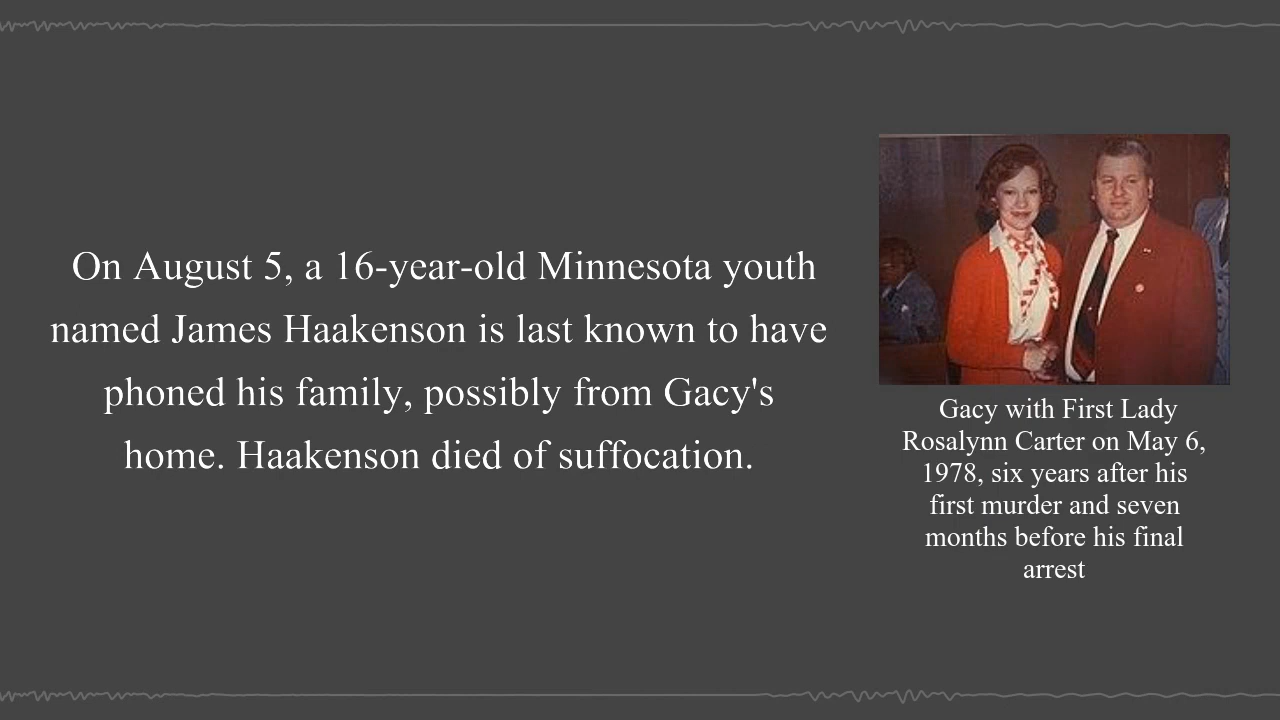 On August 5, a 16-year-old Minnesota youth
named James Haakenson is last known to have
phoned his family, possibly from Gacy's
home. Haakenson died of suffocation.
Gacy with First Lady
Rosalynn Carter on May 6,
1978, six years after his
first murder and seven
months before his final
arrest